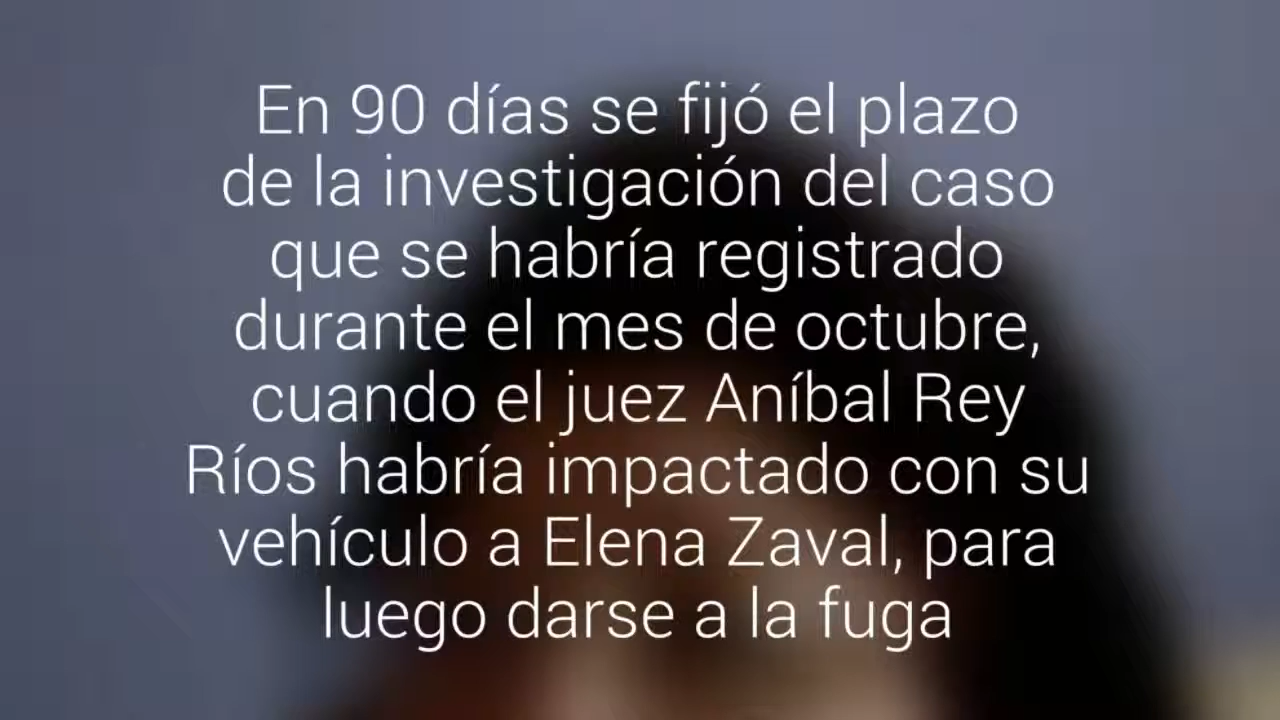 En 90 días se fijó el plazo
de la investigación del caso
que se habría registrado
durante el mes de octubre,
cuando el juez Aníbal Rey
Ríos habría impactado con su
vehículo a Elena Zaval, para
luego darse a la fuga